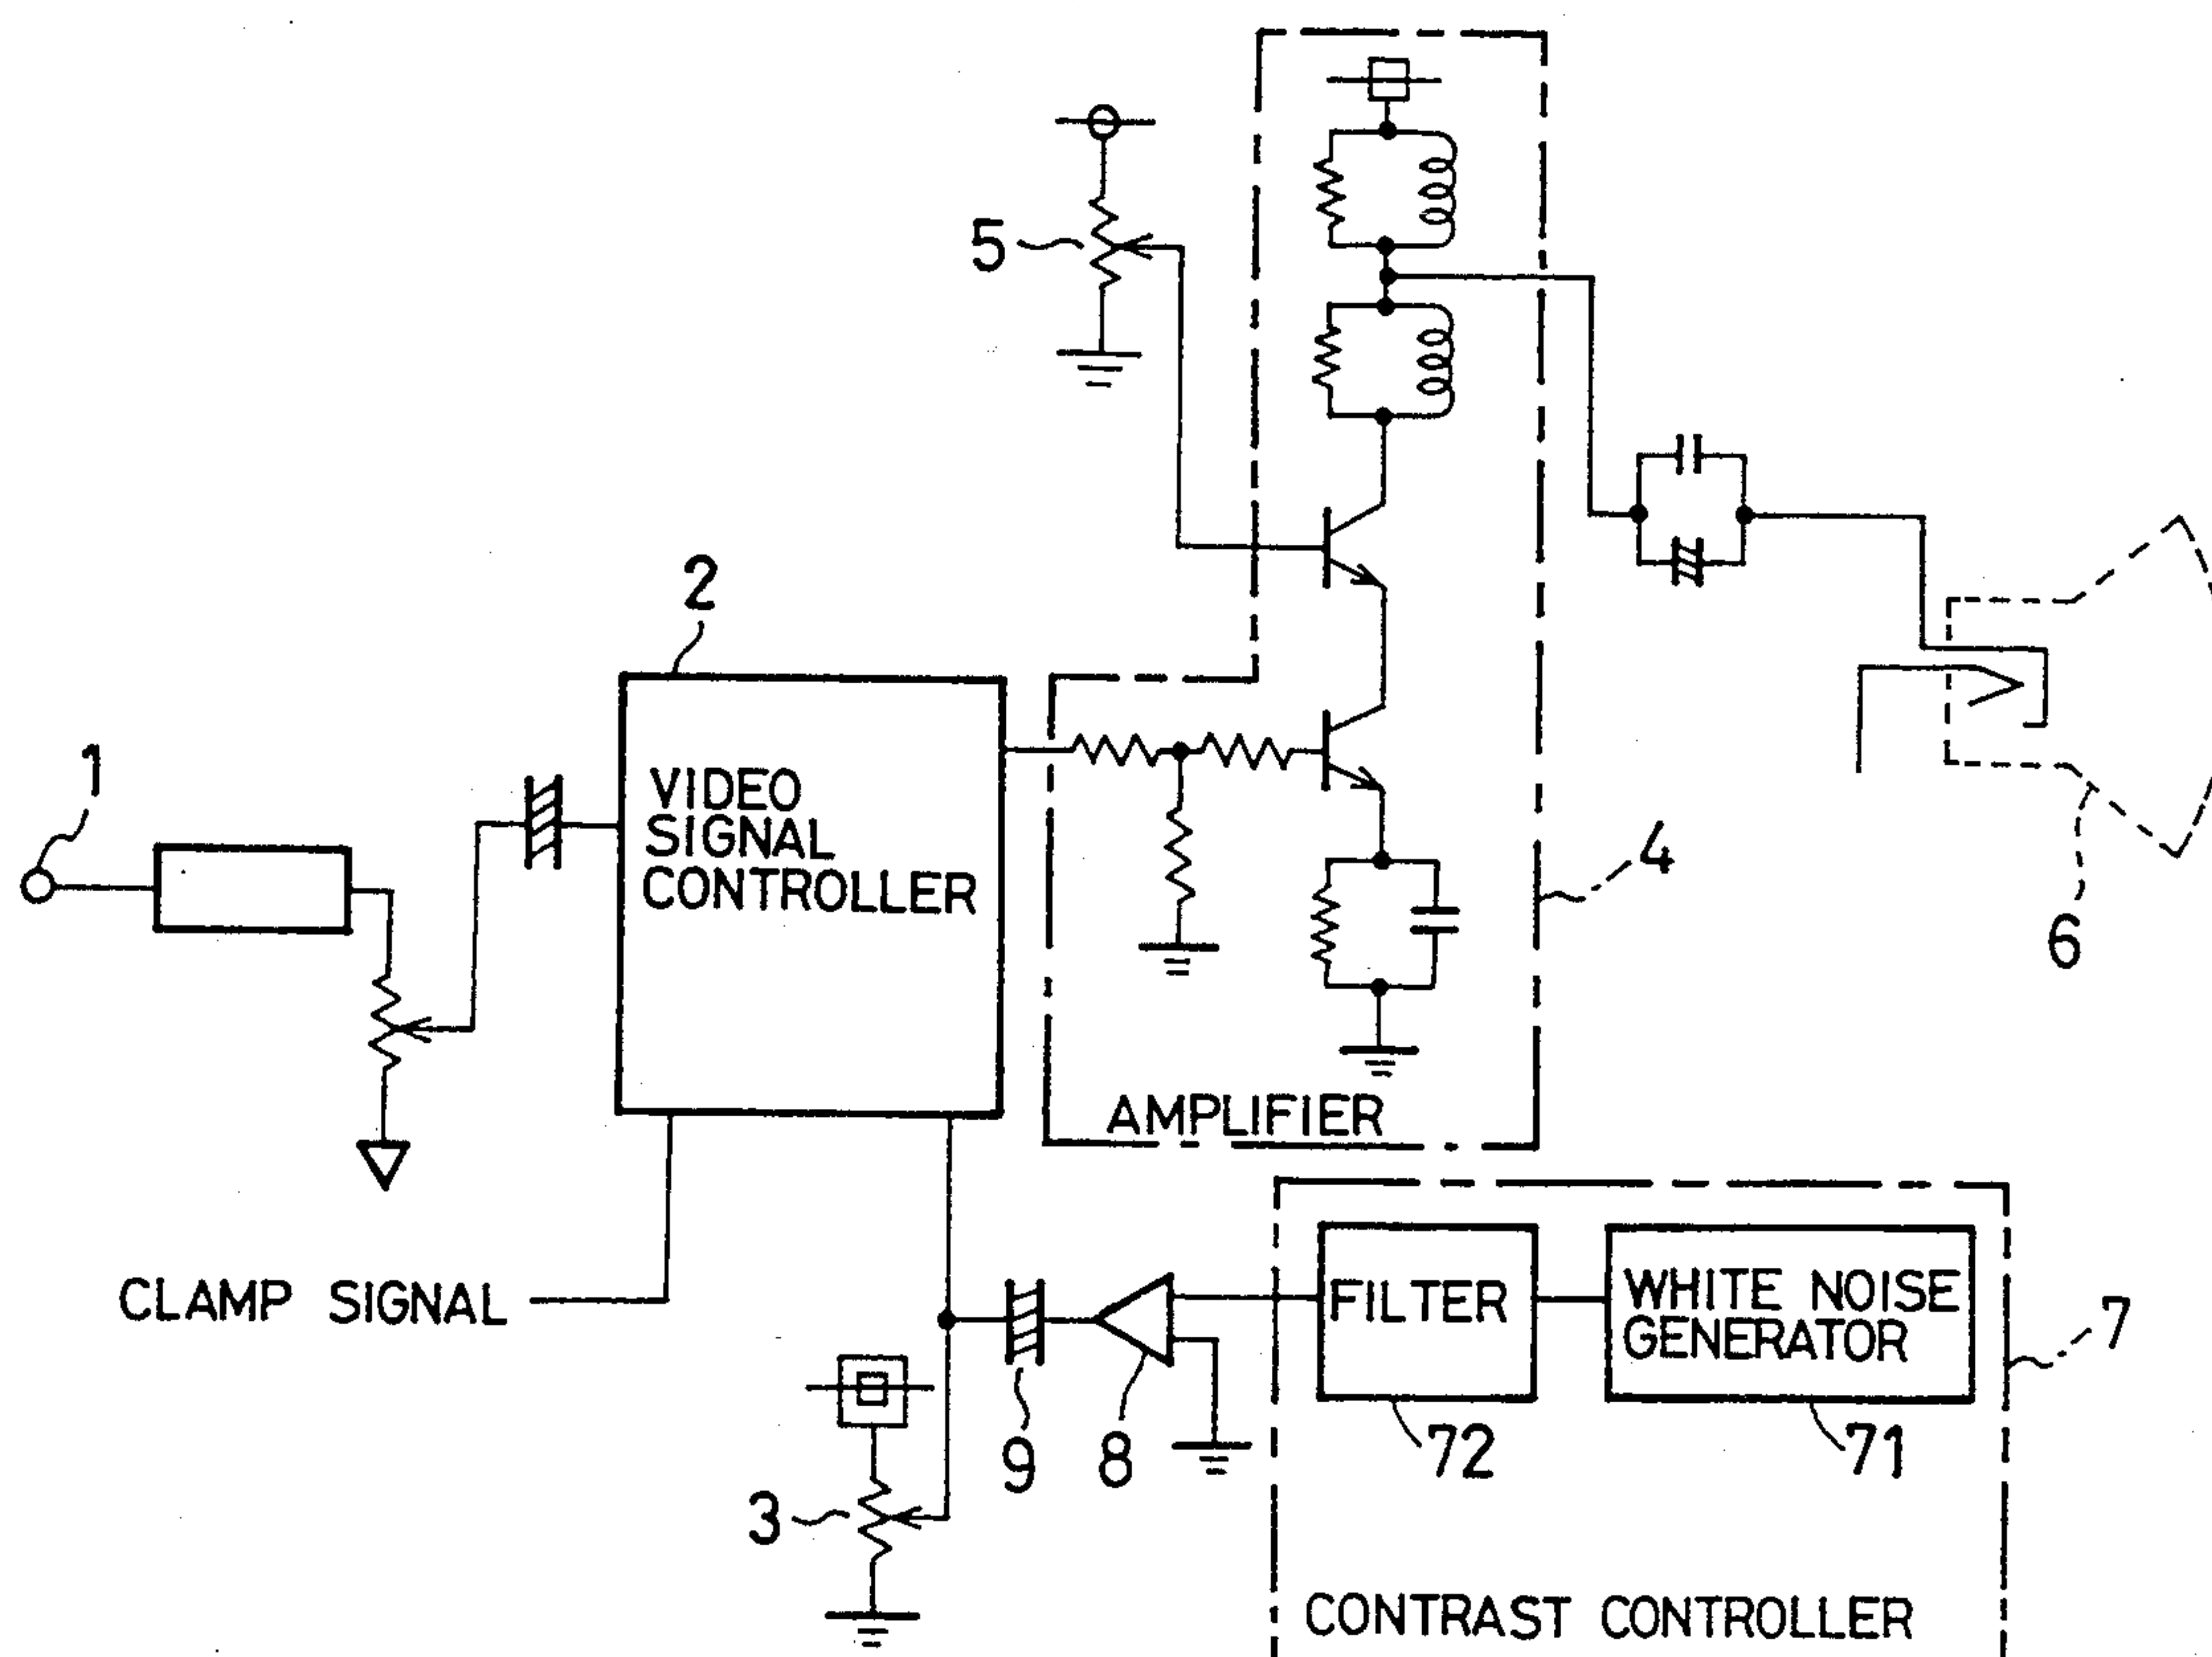 5
2
1
VIDEO
SIGNAL
CONTROLLER
4
6
AMPLIFIER
CLAMP SIGNAL
FILTER
WHITE NOISE
GENERATOR
7
9
8
72
71
3
CONTRAST CONTROLLER